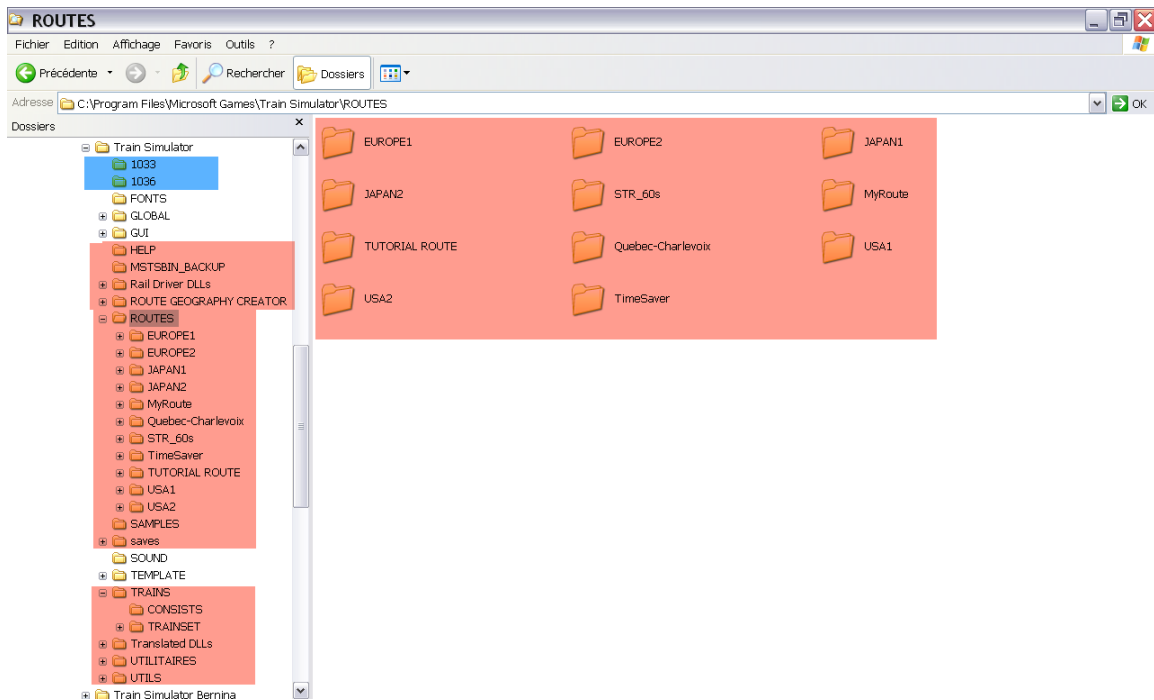 ROUTES
Fichier Edition Affichage Favoris Outils ?
Précédente Rechercher Dossiers
Adresse C:\Program Files\Microsoft Games\Train Simulator\ROUTES OK
Dossiers
Train Simulator
1033
1036
FONTS
GLOBAL
GUI
HELP
MSTSBIN_BACKUP
Rail Driver DLLs
ROUTE GEOGRAPHY CREATOR
ROUTES
EUROPE1
EUROPE2
JAPAN1
JAPAN2
MyRoute
Quebec-Charlevoix
STR_60s
TimeSaver
TUTORIAL ROUTE
USA1
USA2
SAMPLES
saves
SOUND
TEMPLATE
TRAINS
CONSISTS
TRAINSET
Translated DLLs
UTILITAIRES
UTILS
Train Simulator Bernina
EUROPE1 EUROPE2 JAPAN1
JAPAN2 STR_60s MyRoute
TUTORIAL ROUTE Quebec-Charlevoix USA1
USA2 TimeSaver